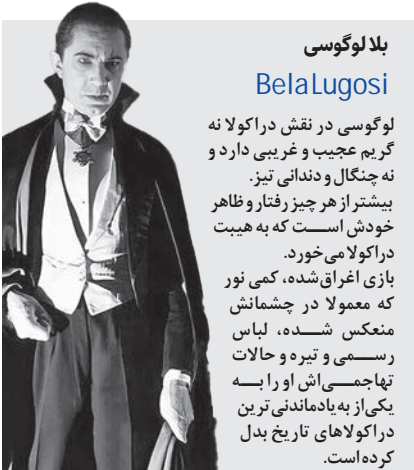 بلا لوگوسی
Bela Lugosi
لوگوسی در نقش دراکولا نه
گریم عجیب و غریبی دارد و
نه چنگال و دندانی تیز.
بیشتر از هر چیز رفتار و ظاهر
خودش است که به هیبت
دراکولا می‌خورد.
بازی اغراق‌شده، کمی نور
که معمولا در چشمانش
منعکس شده، لباس
رسمی و تیره و حالات
تهاجمی‌اش او را به
یکی از به‌یادماندنی‌ترین
دراکولاهای تاریخ بدل
کرده است.